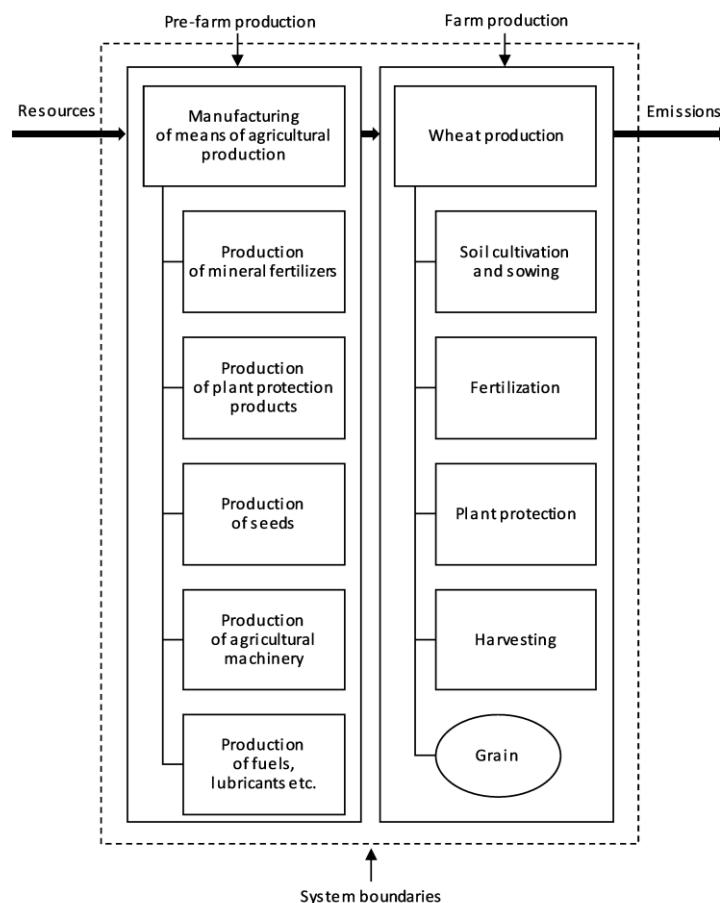 Pre-farm production
Farm production
Resources
Emissions
Manufacturing
of means of agricultural
production
Wheat production
Production
of mineral fertilizers
Soil cultivation
and sowing
Production
of plant protection
products
Fertilization
Production
of seeds
Plant protection
Production
of agricultural
machinery
Harvesting
Production
of fuels,
lubricants etc.
Grain
System boundaries